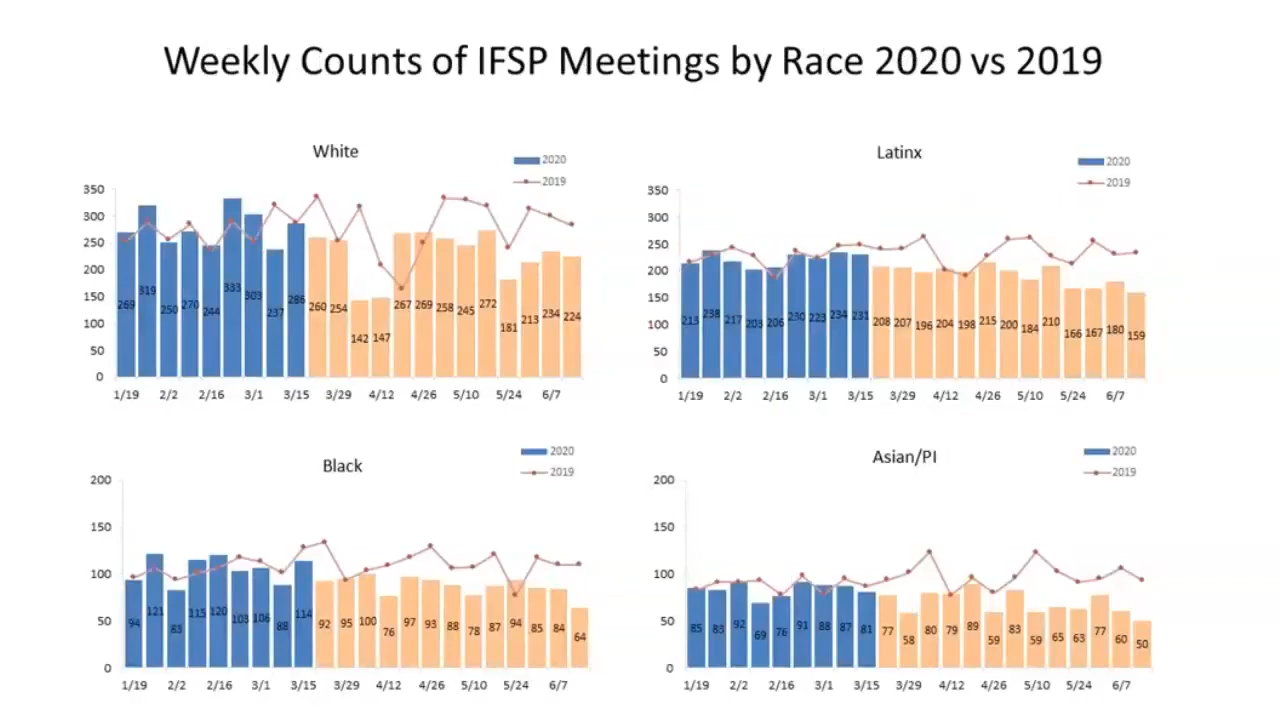 Weekly Counts of IFSP Meetings by Race 2020 vs 2019
White
2020
2019
350
300
250
200
150
100
50
0
269 319 250 270 244 333 303 237 286 260 254 142 147 267 269 258 245 272 181 213 234 224
1/19 2/2 2/16 3/1 3/15 3/29 4/12 4/26 5/10 5/24 6/7
Latinx
2020
2019
350
300
250
200
150
100
50
0
213 238 217 203 206 230 223 234 231 208 207 196 204 198 215 200 184 210 166 167 180 159
1/19 2/2 2/16 3/1 3/15 3/29 4/12 4/26 5/10 5/24 6/7
Black
2020
2019
200
150
100
50
0
94 121 83 115 120 103 106 88 114 92 95 100 76 97 93 88 78 87 94 85 84 64
1/19 2/2 2/16 3/1 3/15 3/29 4/12 4/26 5/10 5/24 6/7
Asian/PI
2020
2019
200
150
100
50
0
85 83 92 69 76 91 88 87 81 77 58 80 79 89 59 83 59 65 63 77 60 50
1/19 2/2 2/16 3/1 3/15 3/29 4/12 4/26 5/10 5/24 6/7